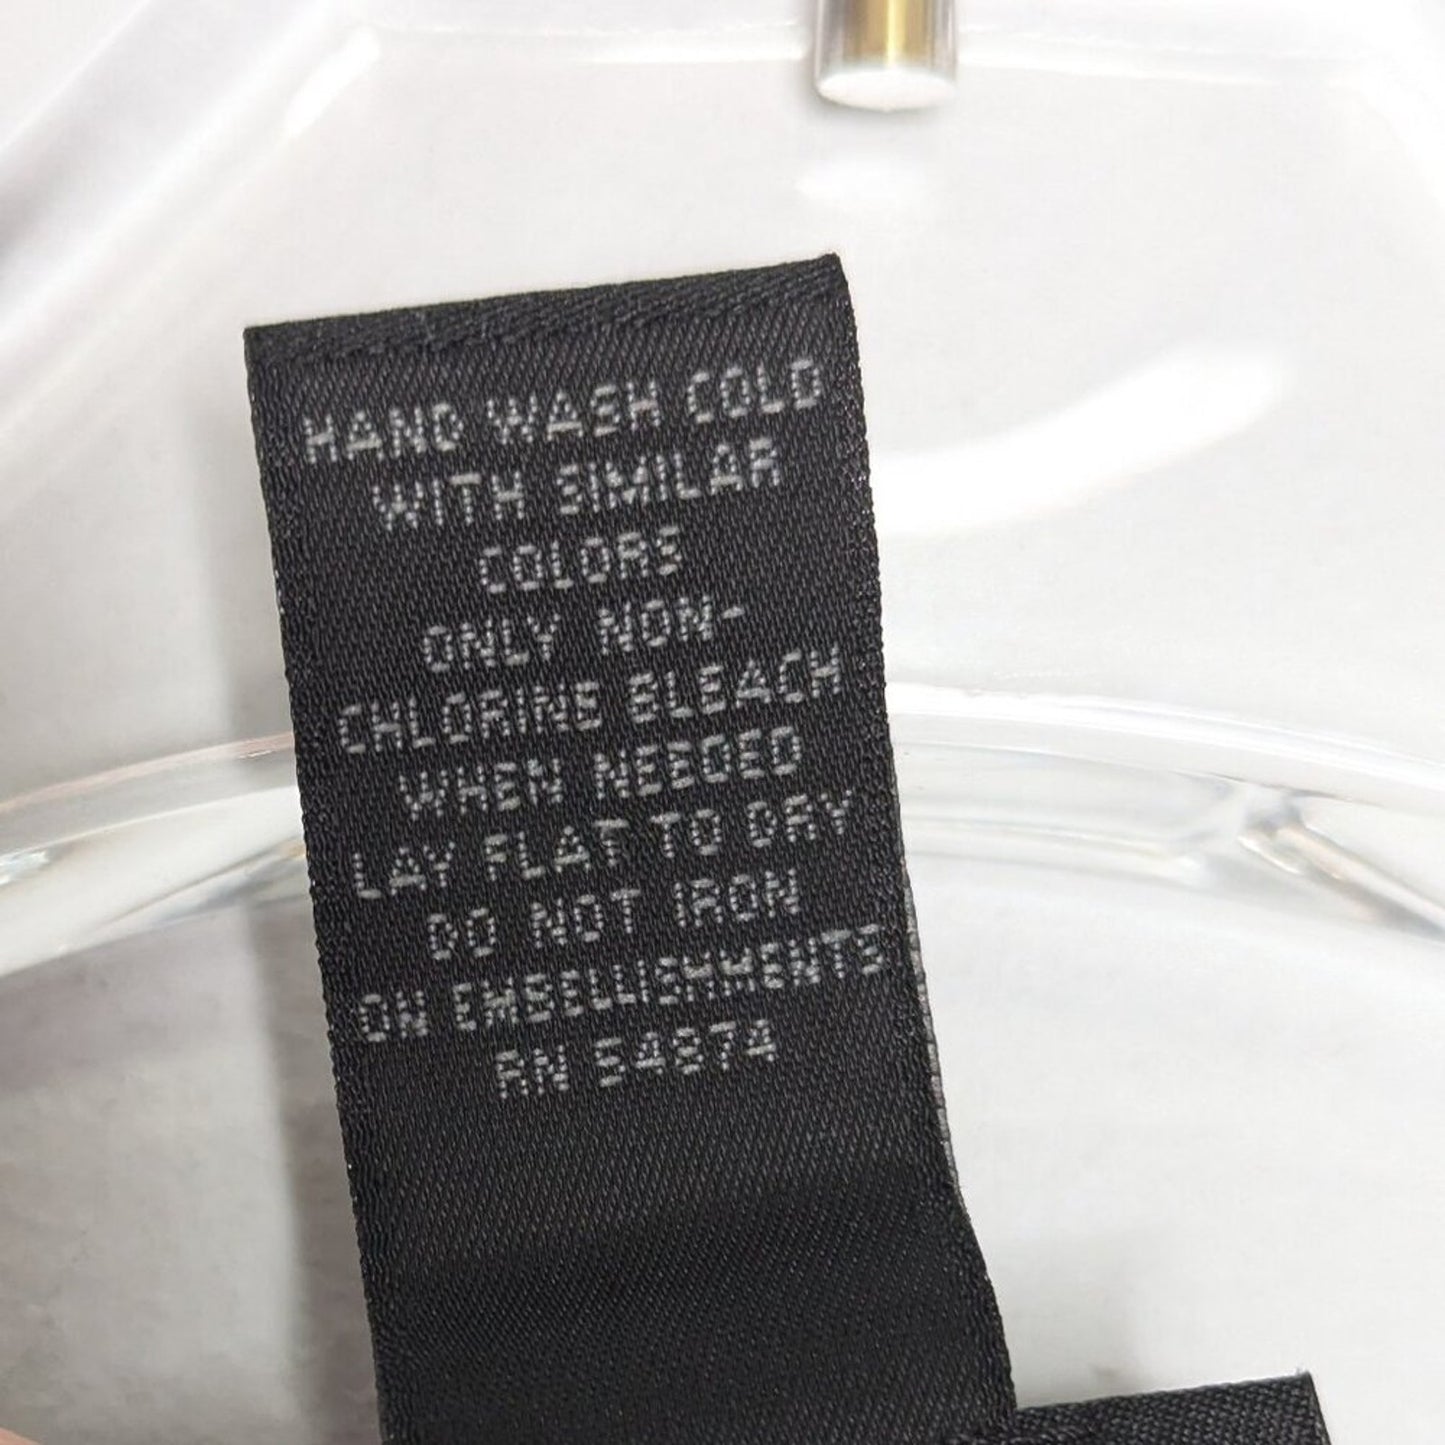 HAND WASH COLD
WITH SIMILAR
COLORS
ONLY NON-
CHLORINE BLEACH
WHEN NEEDED
LAY FLAT TO DRY
DO NOT IRON
ON EMBELLISHMENTS
RN 54874